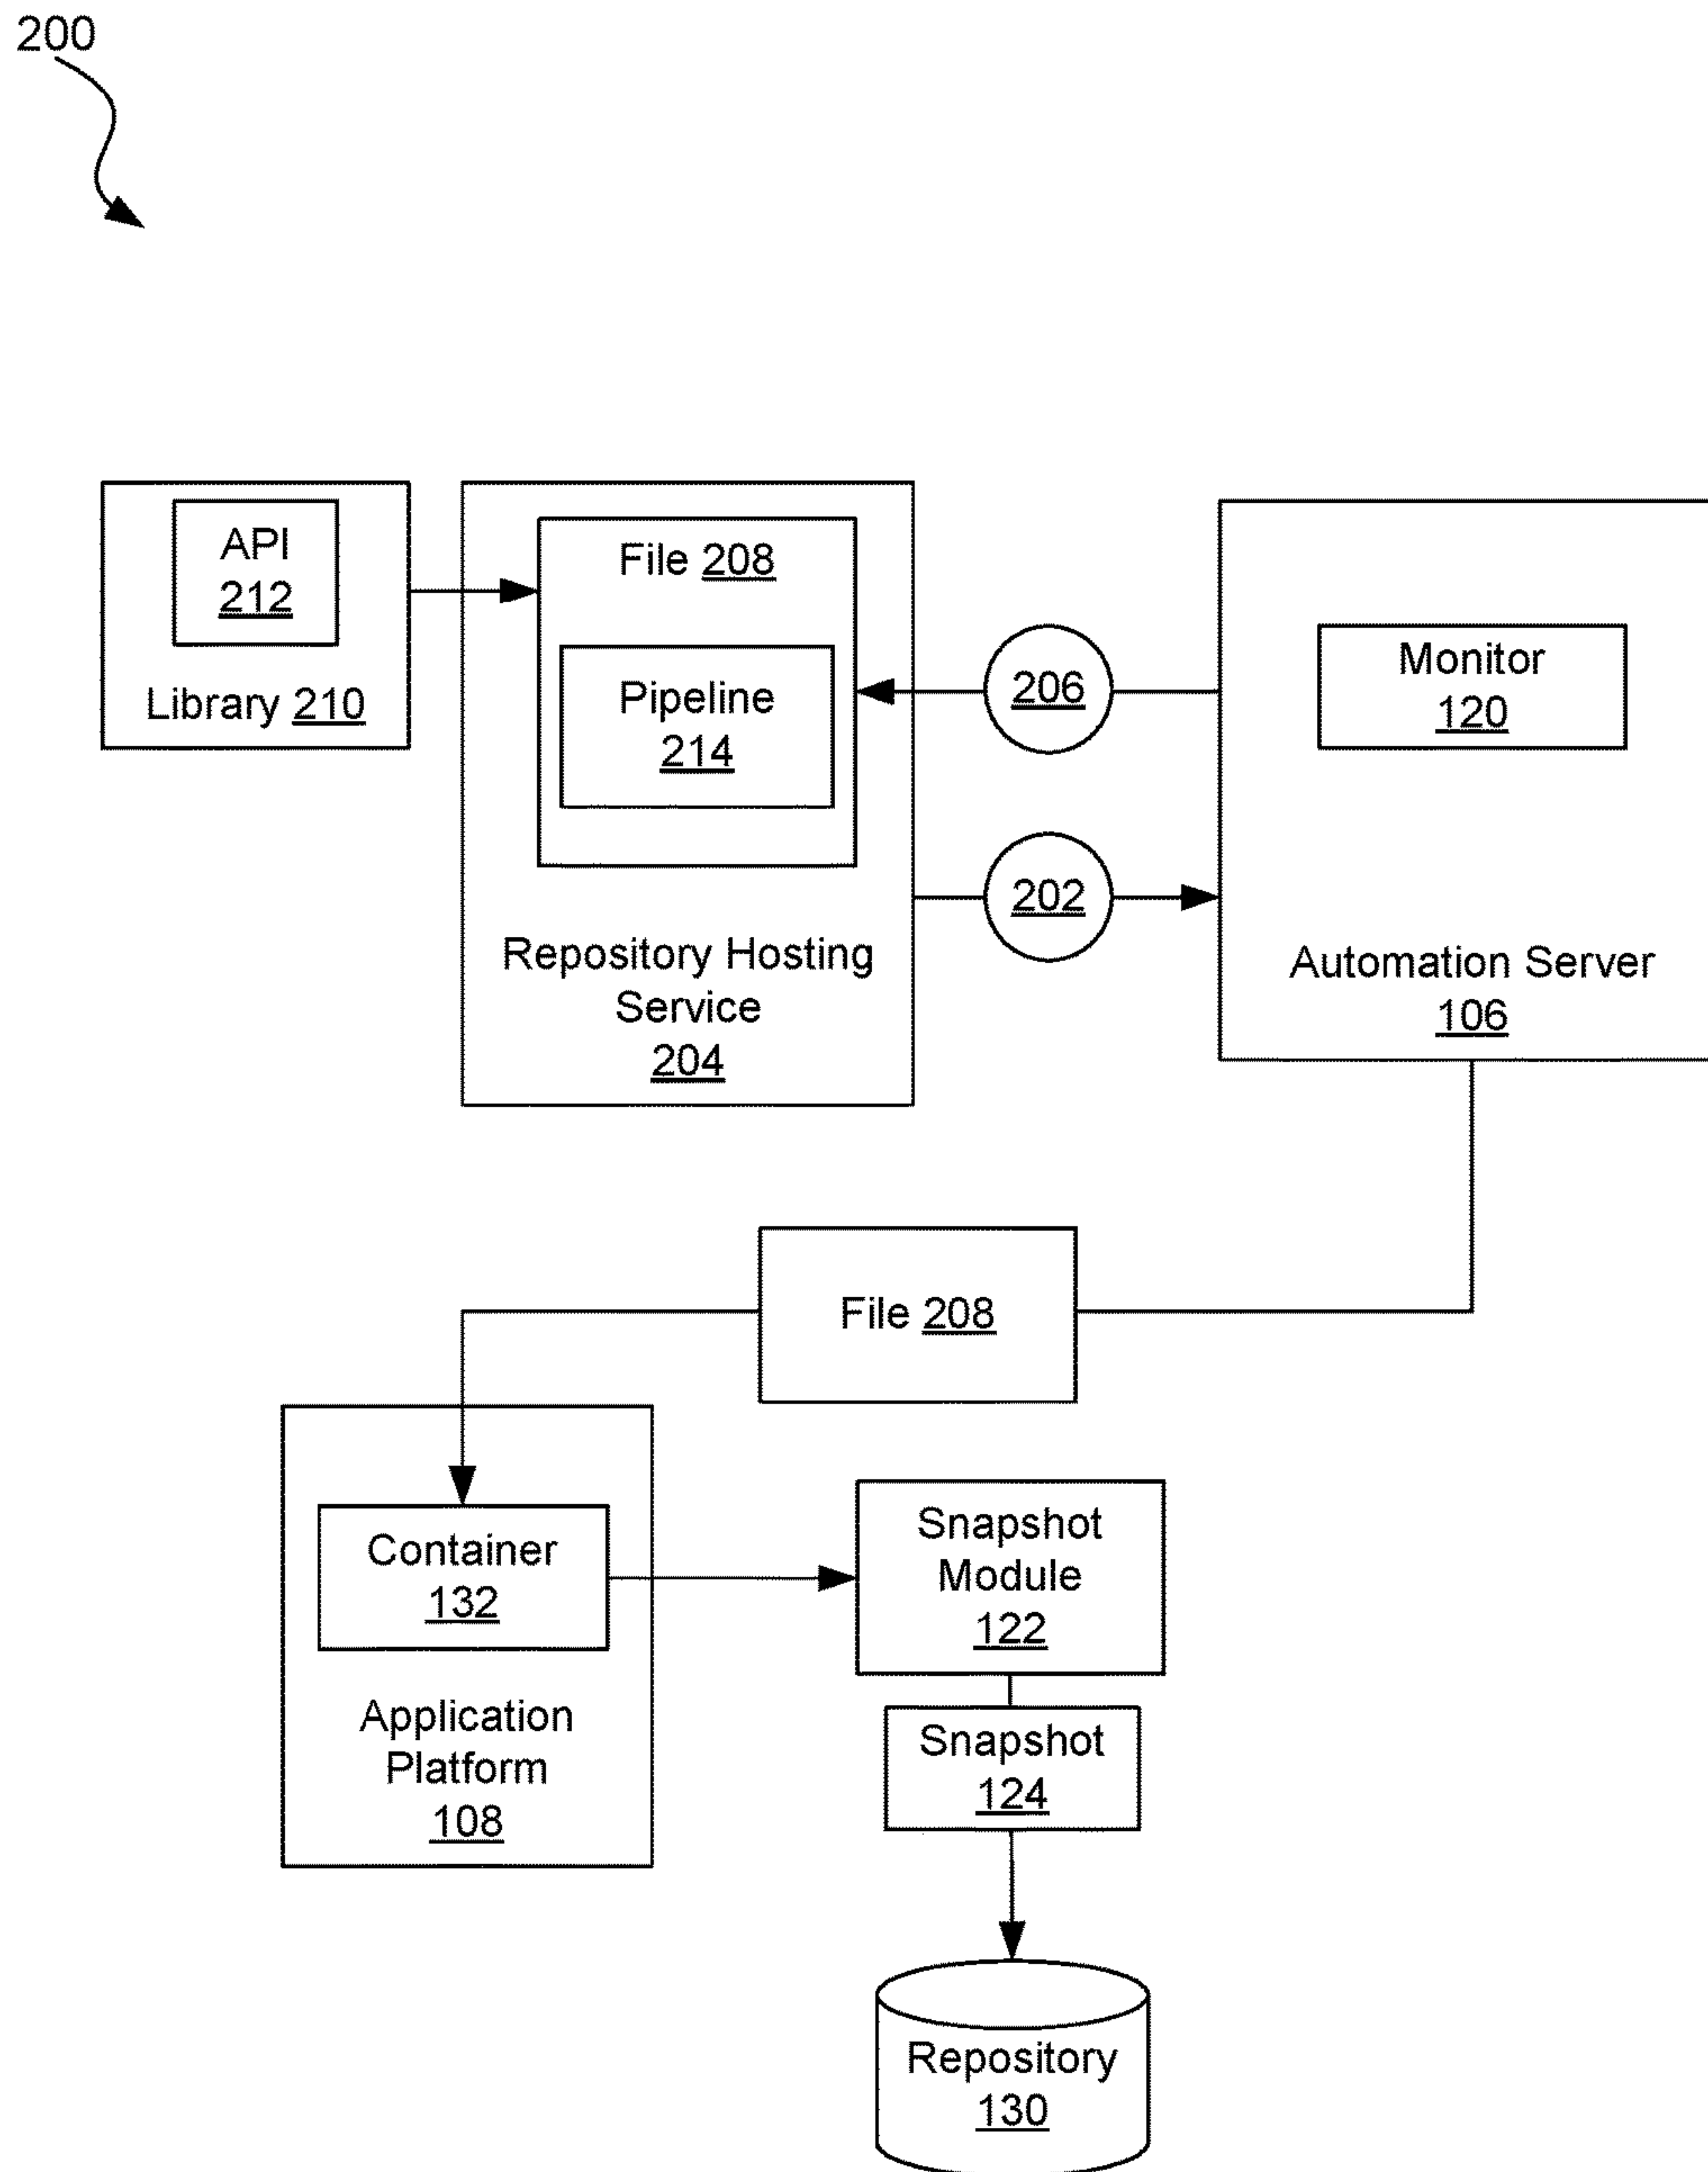 200
API
212
Library 210
File 208
Pipeline
214
Repository Hosting
Service
204
206
202
Monitor
120
Automation Server
106
File 208
Container
132
Application
Platform
108
Snapshot
Module
122
Snapshot
124
Repository
130